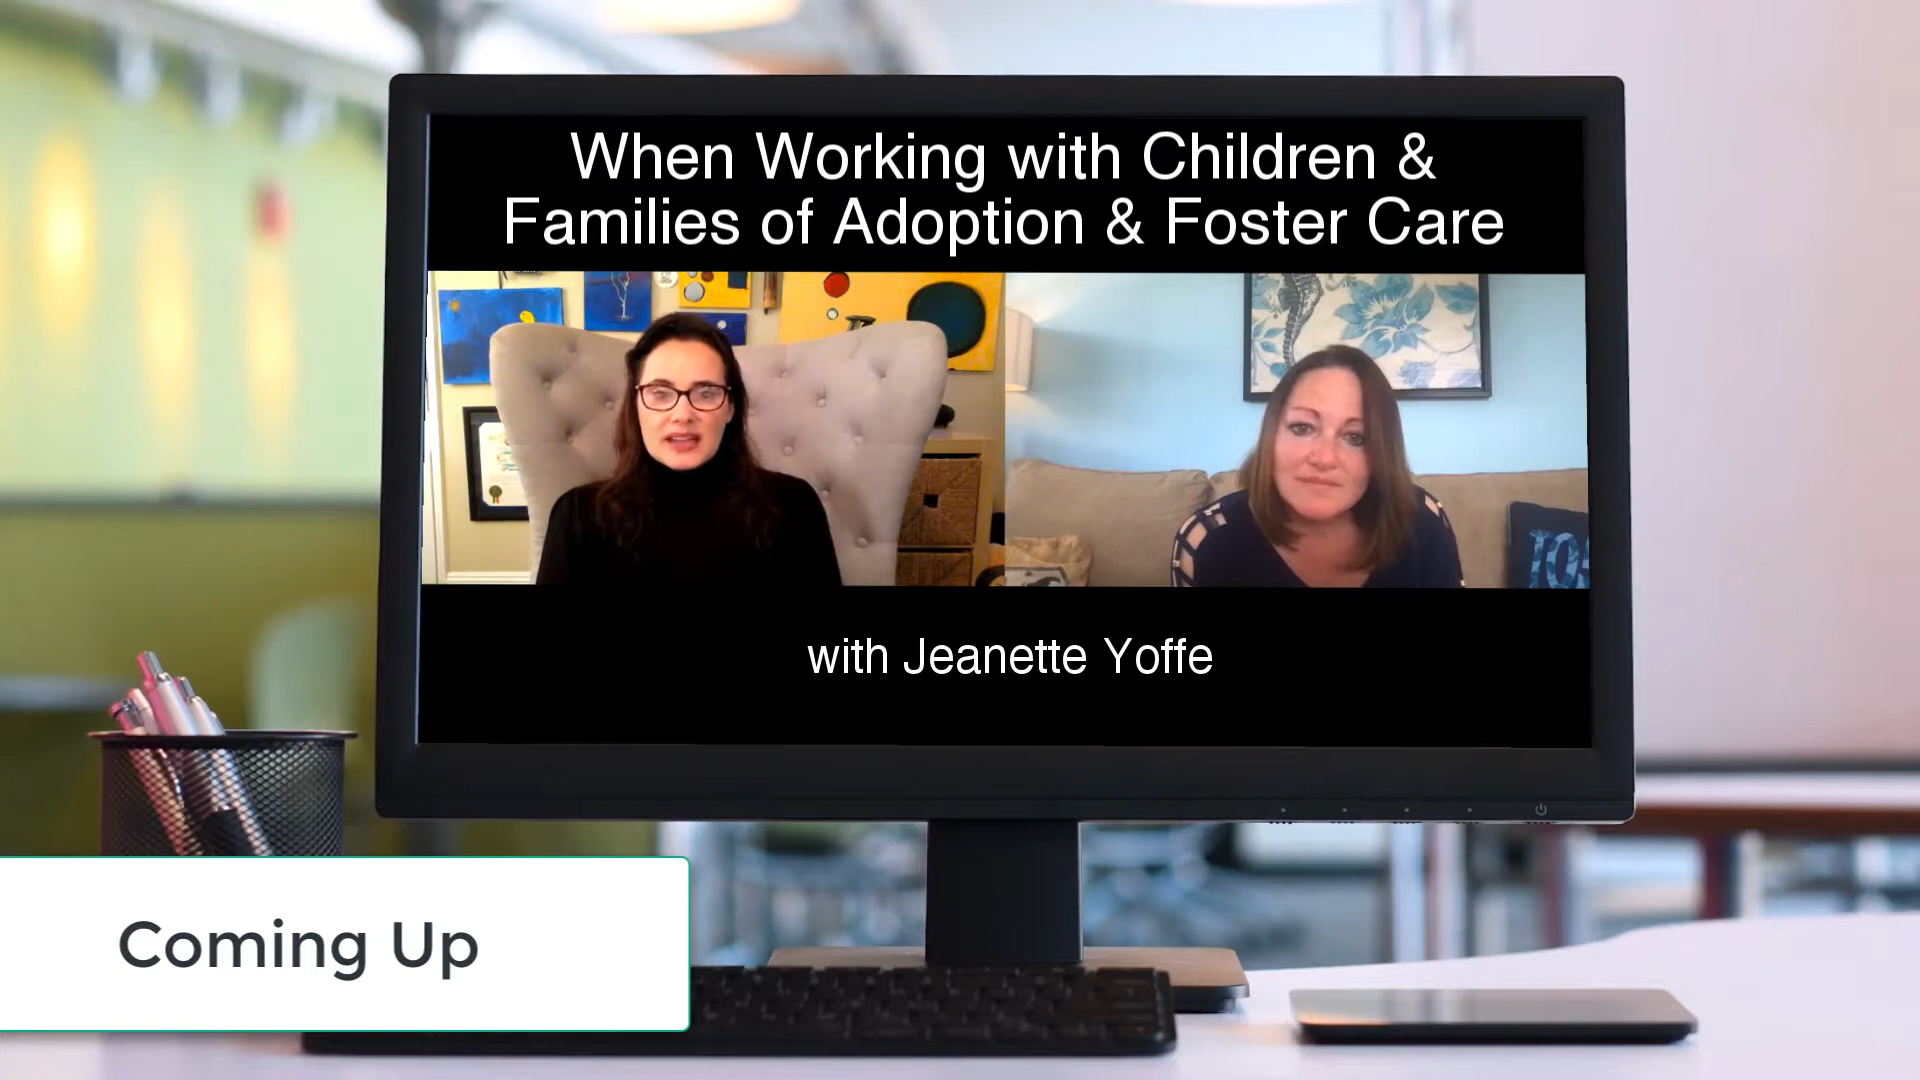 When Working with Children &
Families of Adoption & Foster Care
with Jeanette Yoffe
Coming Up